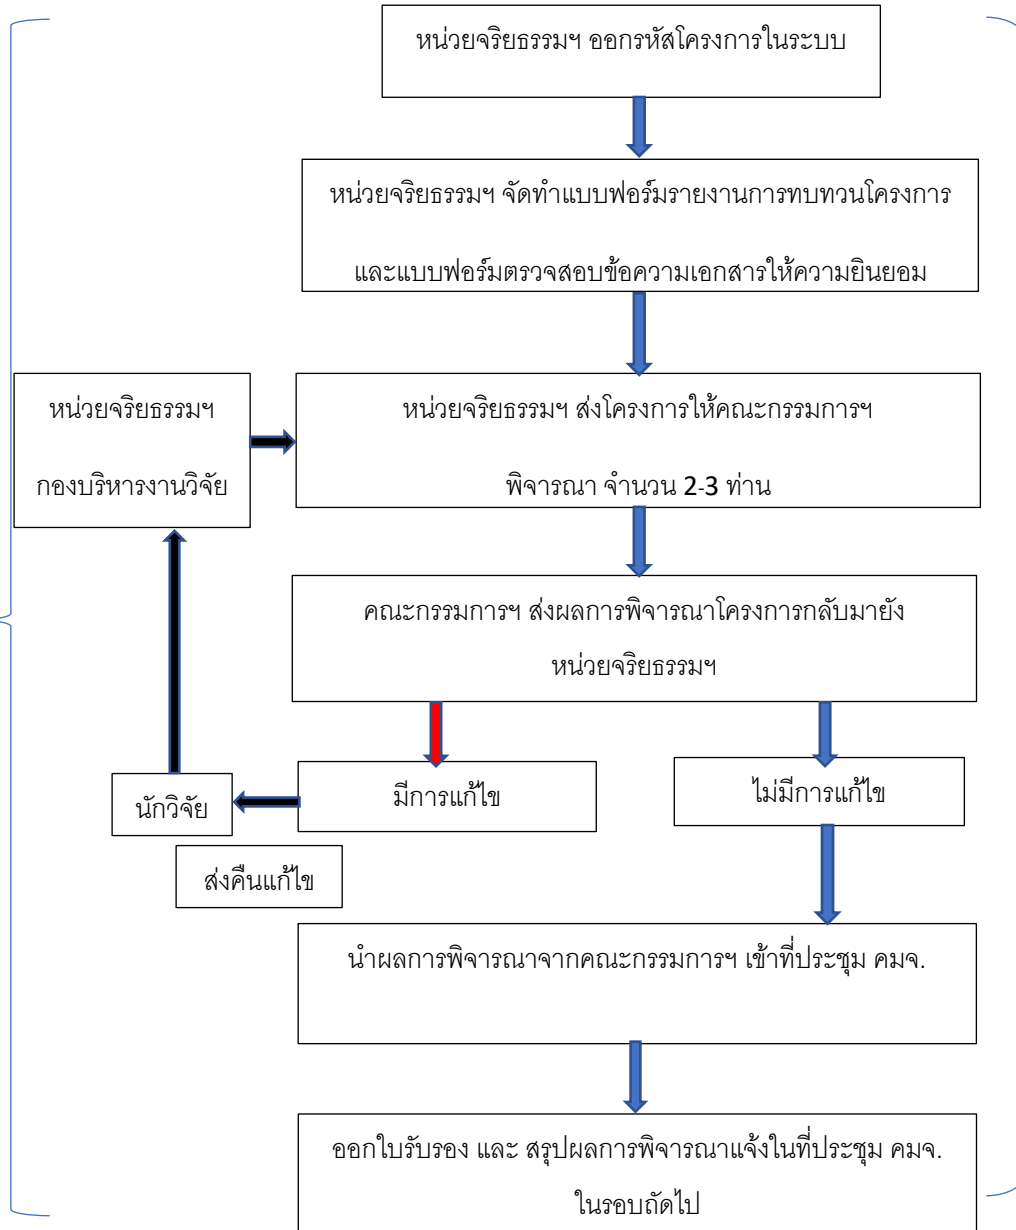 หน่วยจริยธรรมฯ ออกรหัสโครงการในระบบ
หน่วยจริยธรรมฯ จัดทำแบบฟอร์มรายงานการทบทวนโครงการ
และแบบฟอร์มตรวจสอบข้อความเอกสารให้ความยินยอม
หน่วยจริยธรรมฯ
กองบริหารงานวิจัย
หน่วยจริยธรรมฯ ส่งโครงการให้คณะกรรมการฯ
พิจารณา จำนวน 2-3 ท่าน
คณะกรรมการฯ ส่งผลการพิจารณาโครงการกลับมายัง
หน่วยจริยธรรมฯ
นักวิจัย
มีการแก้ไข
ไม่มีการแก้ไข
ส่งคืนแก้ไข
นำผลการพิจารณาจากคณะกรรมการฯ เข้าที่ประชุม คมจ.
ออกใบรับรอง และ สรุปผลการพิจารณาแจ้งในที่ประชุม คมจ.
ในรอบถัดไป